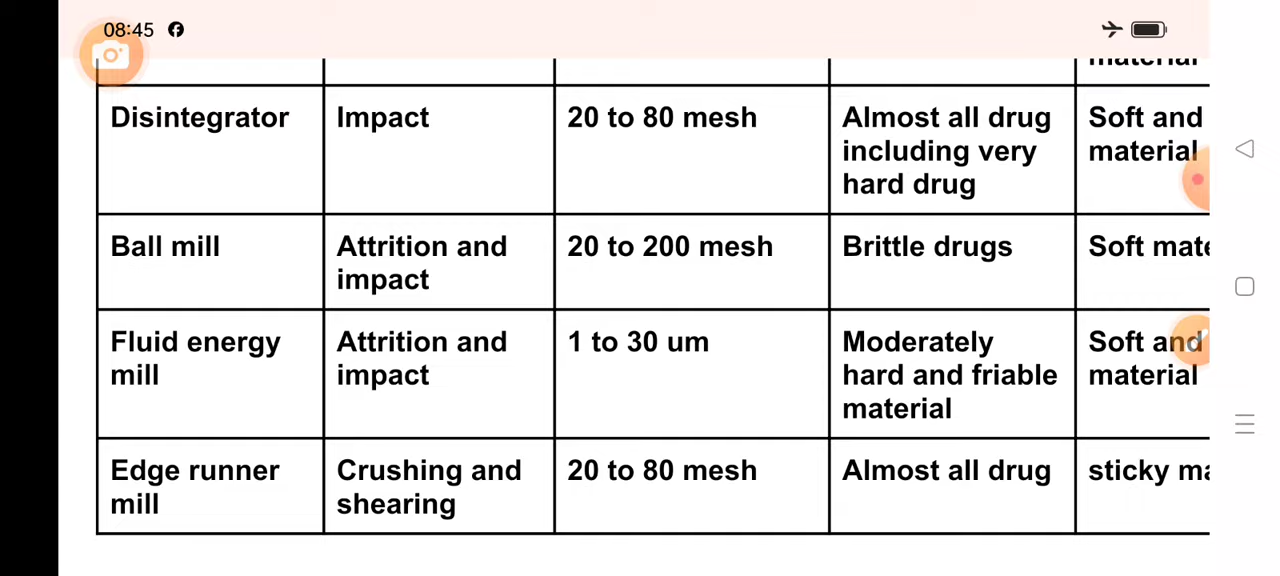 08:45
material
Disintegrator Impact 20 to 80 mesh Almost all drug Soft and
including very material
hard drug
Ball mill Attrition and 20 to 200 mesh Brittle drugs Soft
impact
Fluid energy Attrition and 1 to 30 um Moderately Soft and
mill impact hard and friable material
material
Edge runner Crushing and 20 to 80 mesh Almost all drug sticky
mill shearing